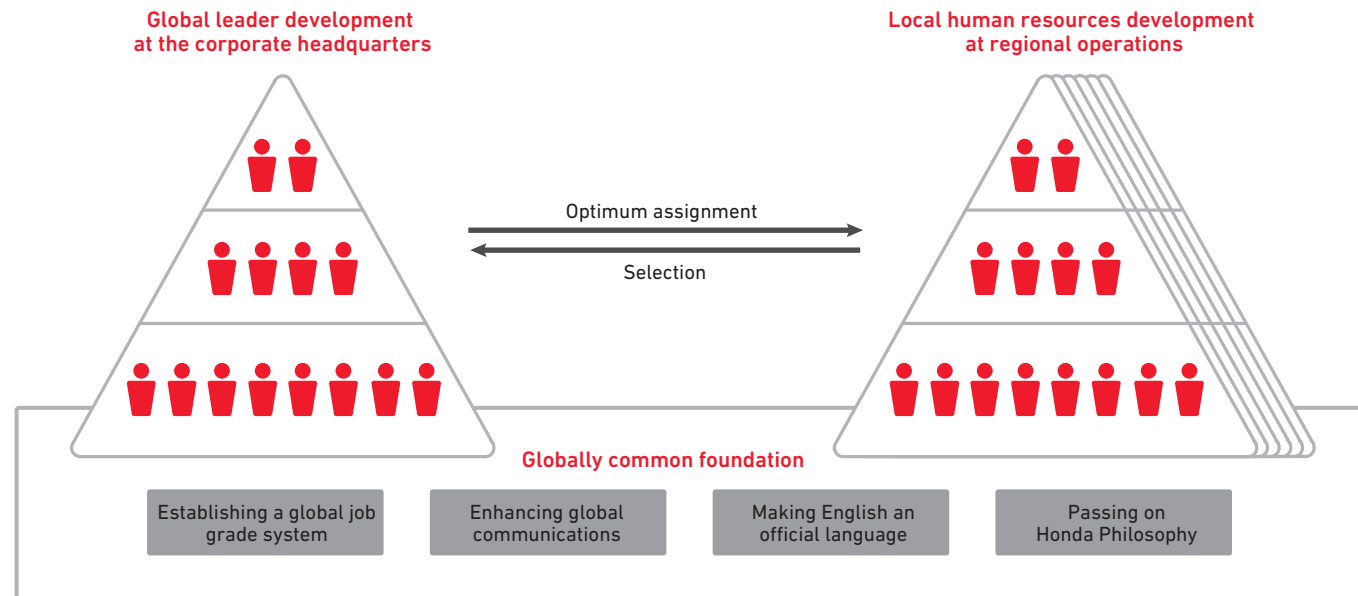 Global leader development
at the corporate headquarters
Local human resources development
at regional operations
Optimum assignment
Selection
Globally common foundation
Establishing a global job
grade system
Enhancing global
communications
Making English an
official language
Passing on
Honda Philosophy